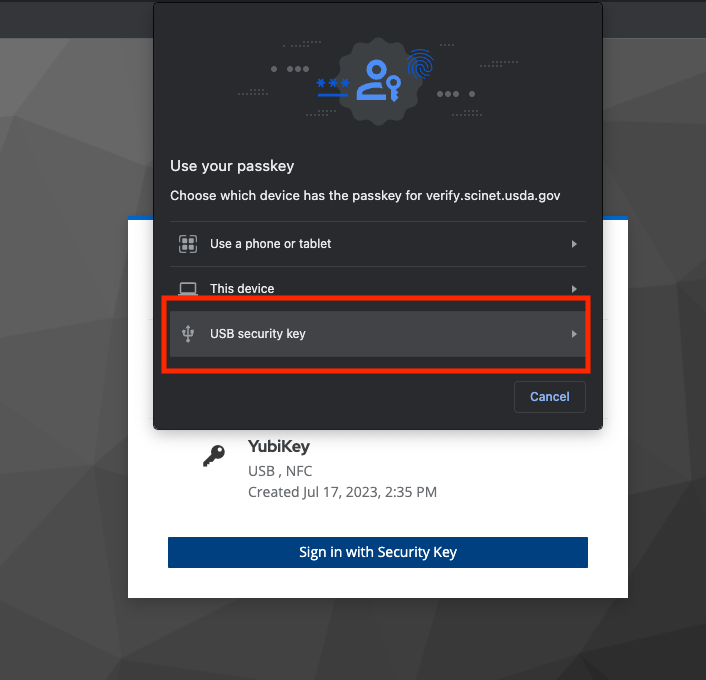 ***
Use your passkey
Choose which device has the passkey for verify.scinet.usda.gov
Use a phone or tablet
This device
USB security key
Cancel
YubiKey
USB , NFC
Created Jul 17, 2023, 2:35 PM
Sign in with Security Key